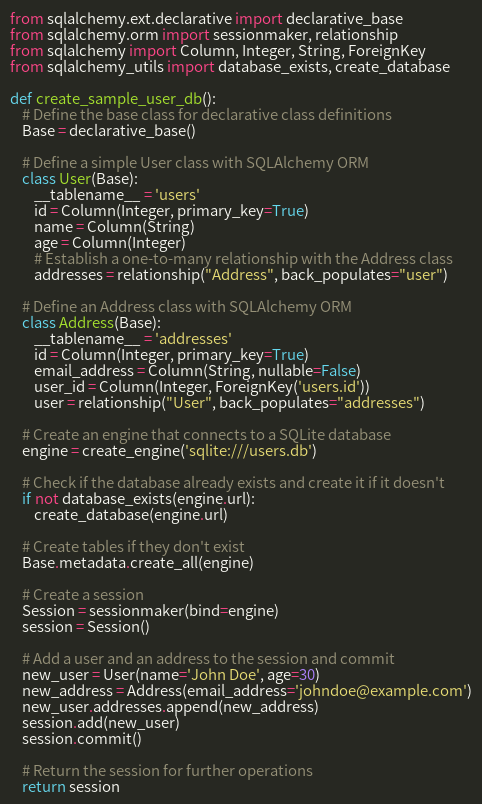 from sqlalchemy.ext.declarative import declarative_base
from sqlalchemy.orm import sessionmaker, relationship
from sqlalchemy import Column, Integer, String, ForeignKey
from sqlalchemy_utils import database_exists, create_database

def create_sample_user_db():
    # Define the base class for declarative class definitions
    Base = declarative_base()

    # Define a simple User class with SQLAlchemy ORM
    class User(Base):
        __tablename__ = 'users'
        id = Column(Integer, primary_key=True)
        name = Column(String)
        age = Column(Integer)
        # Establish a one-to-many relationship with the Address class
        addresses = relationship("Address", back_populates="user")

    # Define an Address class with SQLAlchemy ORM
    class Address(Base):
        __tablename__ = 'addresses'
        id = Column(Integer, primary_key=True)
        email_address = Column(String, nullable=False)
        user_id = Column(Integer, ForeignKey('users.id'))
        user = relationship("User", back_populates="addresses")

    # Create an engine that connects to a SQLite database
    engine = create_engine('sqlite:///users.db')

    # Check if the database already exists and create it if it doesn't
    if not database_exists(engine.url):
        create_database(engine.url)

    # Create tables if they don't exist
    Base.metadata.create_all(engine)

    # Create a session
    Session = sessionmaker(bind=engine)
    session = Session()

    # Add a user and an address to the session and commit
    new_user = User(name='John Doe', age=30)
    new_address = Address(email_address='johndoe@example.com')
    new_user.addresses.append(new_address)
    session.add(new_user)
    session.commit()

    # Return the session for further operations
    return session